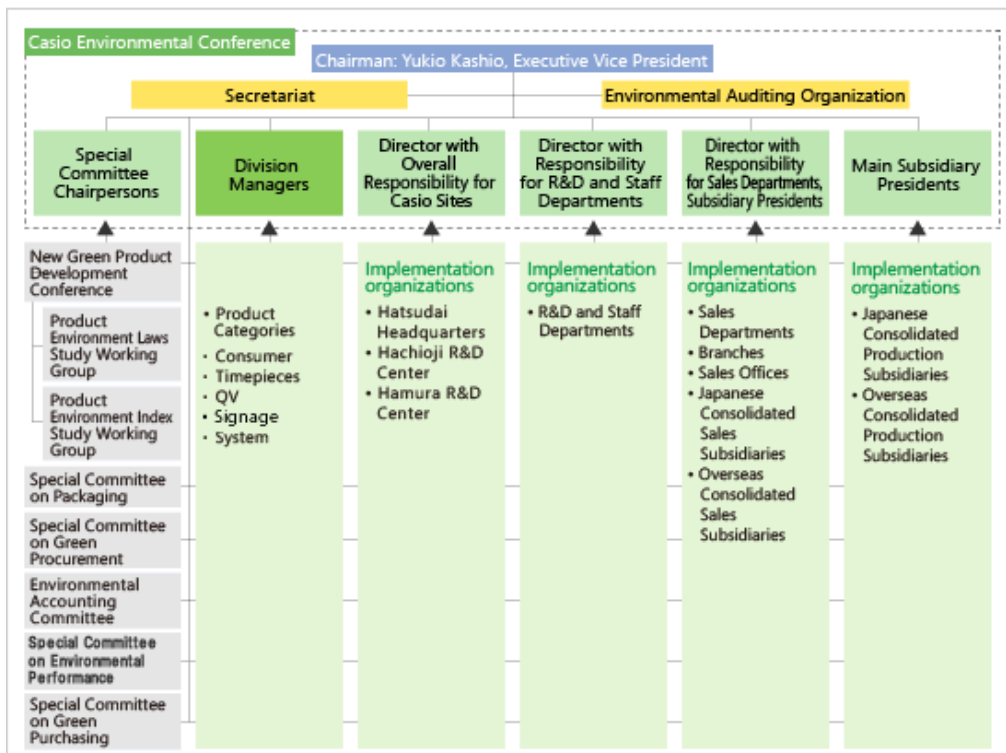 Casio Environmental Conference
Chairman: Yukio Kashio, Executive Vice President
Secretariat
Environmental Auditing Organization
Special
Committee
Chairpersons
Division
Managers
Director with
Overall
Responsibility for
Casio Sites
Director with
Responsibility
for R&D and Staff
Departments
Director with
Responsibility
for Sales Departments,
Subsidiary Presidents
Main Subsidiary
Presidents
New Green Product
Development
Conference
Product
Environment Laws
Study Working
Group
Product
Environment Index
Study Working
Group
Special Committee
on Packaging
Special Committee
on Green
Procurement
Environmental
Accounting
Committee
Special Committee
on Environmental
Performance
Special Committee
on Green
Purchasing
• Product
Categories
· Consumer
· Timepieces
· QV
· Signage
· System
Implementation
organizations
• Hatsudai
Headquarters
• Hachioji R&D
Center
• Hamura R&D
Center
Implementation
organizations
• R&D and Staff
Departments
Implementation
organizations
• Sales
Departments
• Branches
• Sales Offices
• Japanese
Consolidated
Sales
Subsidiaries
• Overseas
Consolidated
Sales
Subsidiaries
Implementation
organizations
• Japanese
Consolidated
Production
Subsidiaries
• Overseas
Consolidated
Production
Subsidiaries